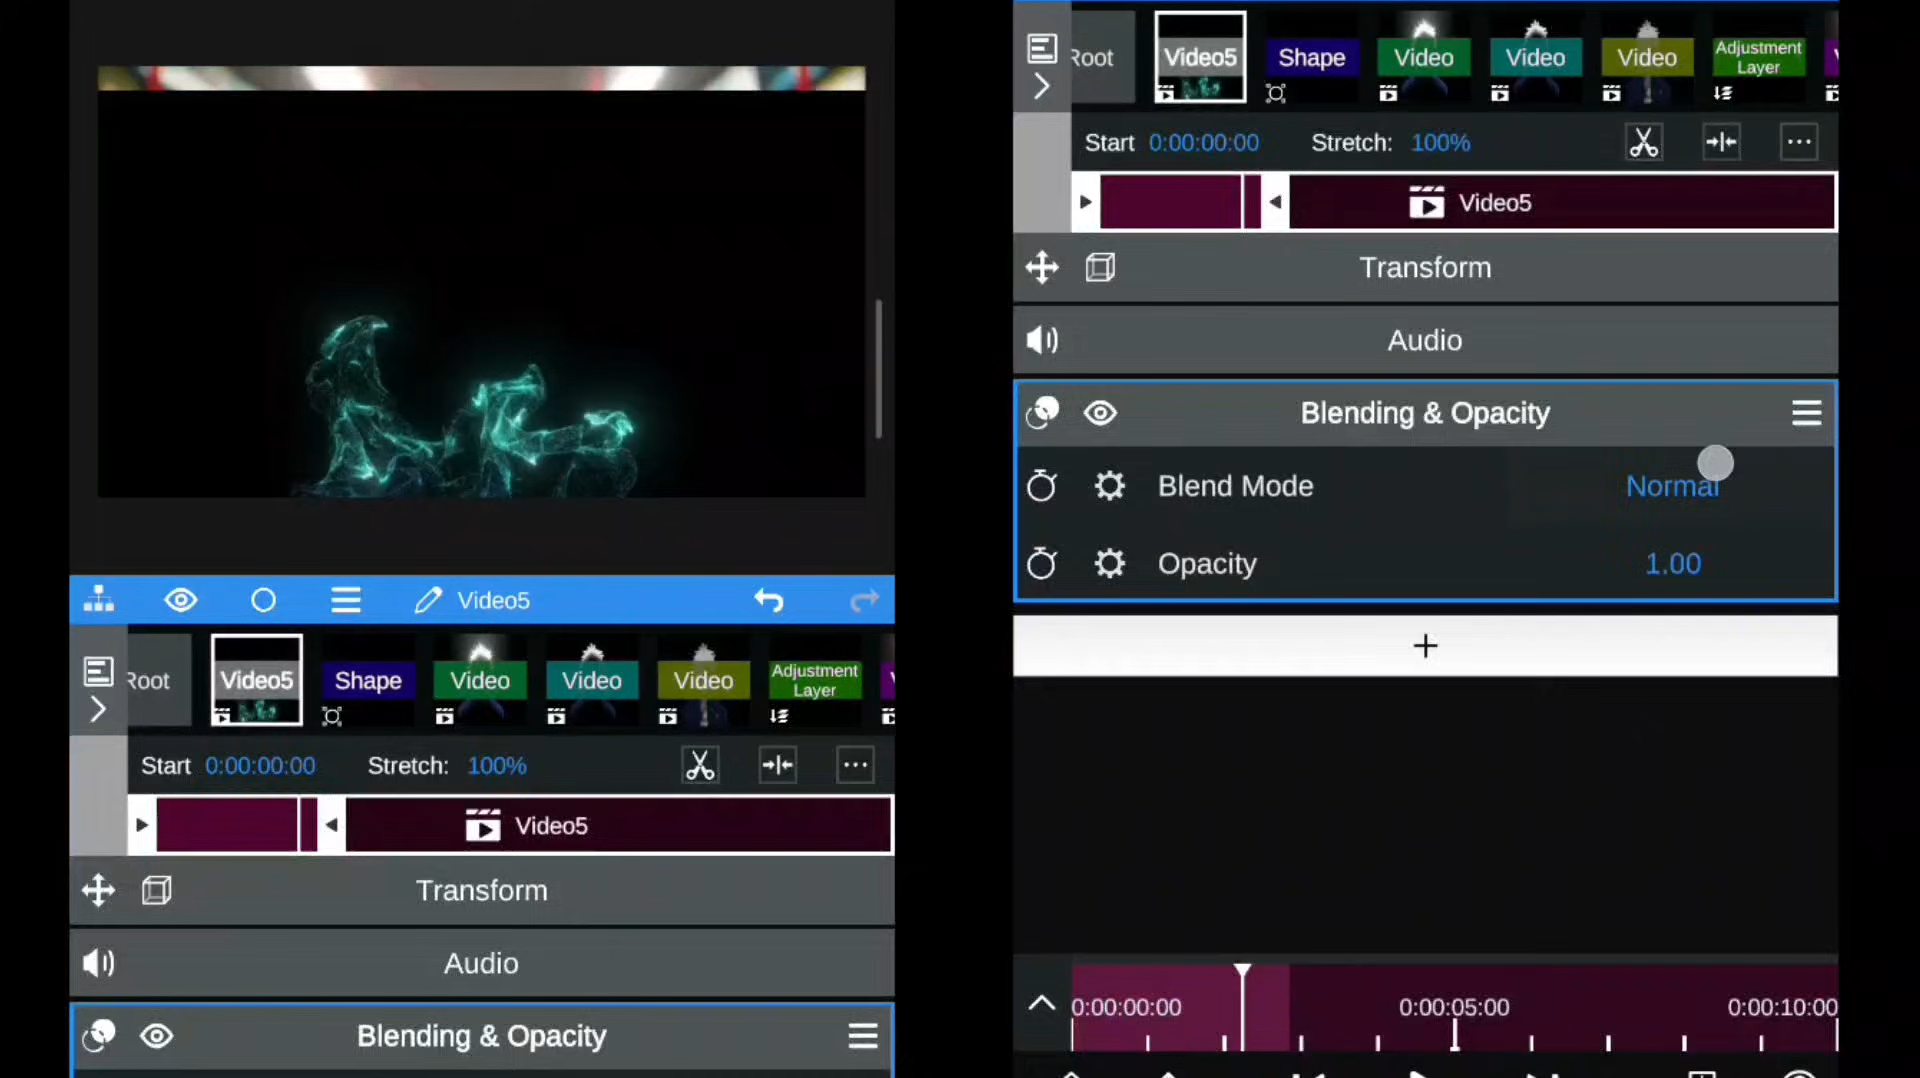 Video5
Root
Video5
Shape
Video
Video
Video
Adjustment
Layer
Start 0:00:00:00 Stretch: 100%
Video5
Transform
Audio
Blending & Opacity
Root
Video5
Shape
Video
Video
Video
Adjustment
Layer
Start 0:00:00:00 Stretch: 100%
Video5
Transform
Audio
Blending & Opacity
Blend Mode Normal
Opacity 1.00
+
0:00:00:00 0:00:05:00 0:00:10:00